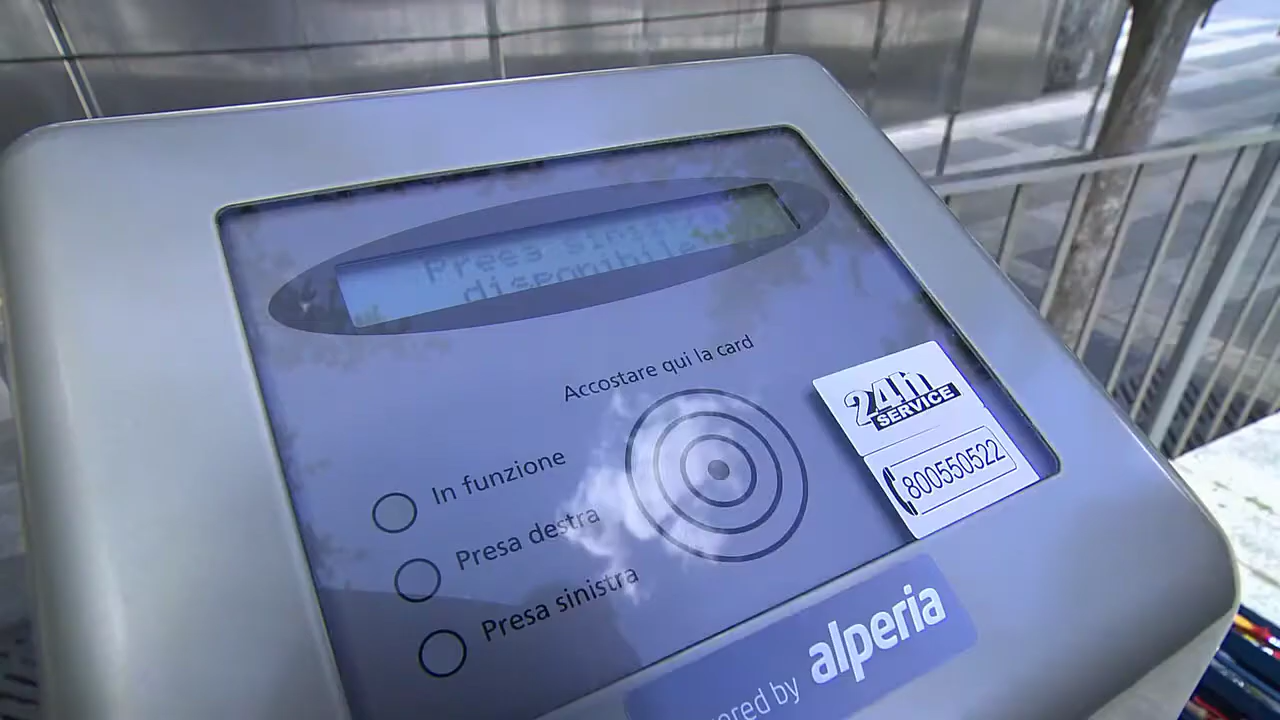 Presa sinistra
disponibile
Accostare qui la card
In funzione
Presa destra
Presa sinistra
24h
SERVICE
800550522
powered by alperia